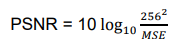 PSNR = 10 log₁₀ 256²/MSE